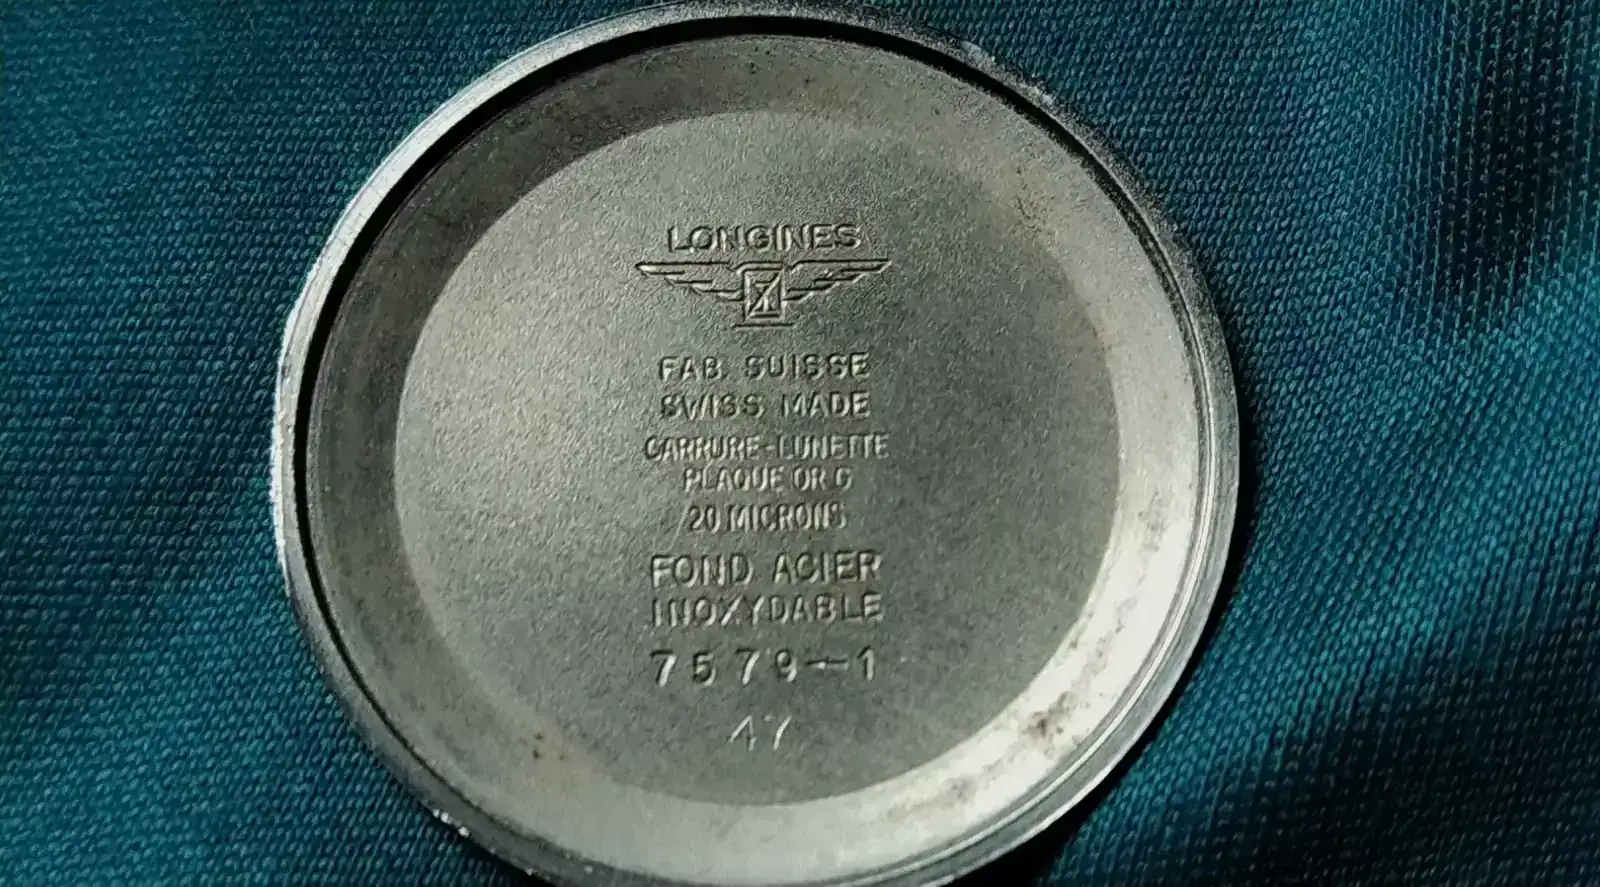 LONGINES
FAB. SUISSE
SWISS MADE
CARRURE-LUNETTE
PLAQUE OR G
20 MICRONS
FOND ACIER
INOXYDABLE
7579-1
47